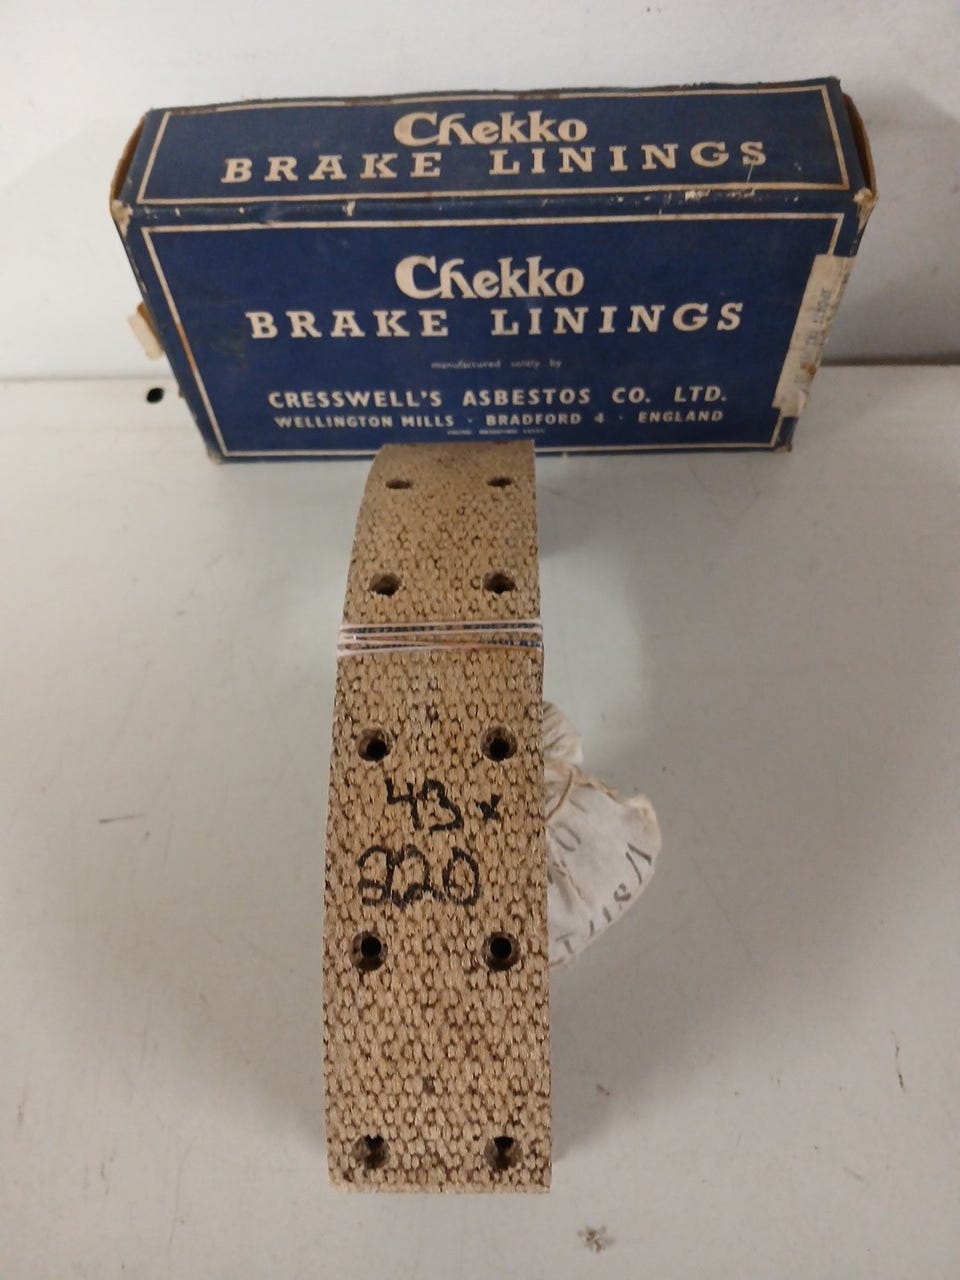 Chekko
BRAKE LININGS
Chekko
BRAKE LININGS
manufactured solely by
CRESSWELL'S ASBESTOS CO. LTD.
WELLINGTON MILLS · BRADFORD 4 · ENGLAND
43 x
220